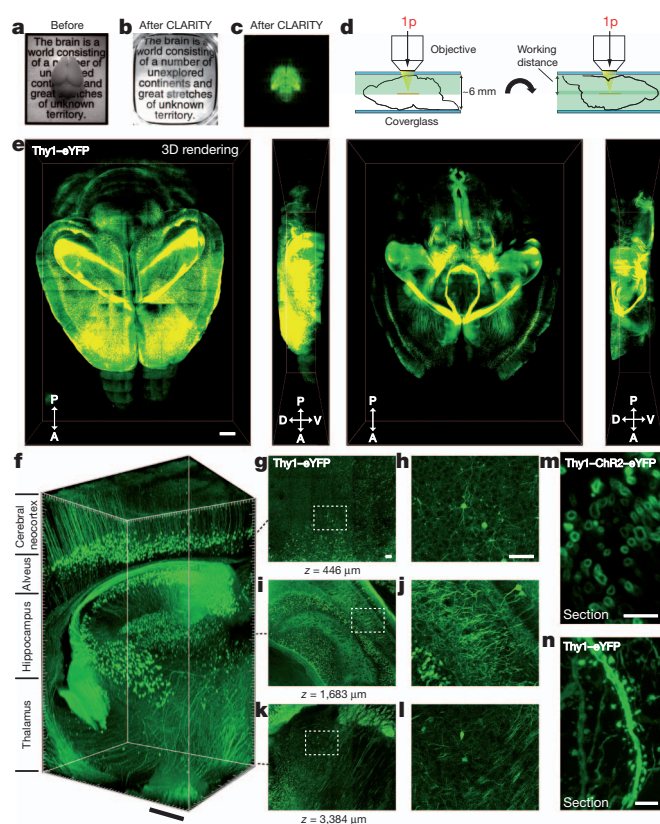 a
Before
The brain is a
world consisting
of a number of
continents and
great stretches
of unknown
territory.
b
After CLARITY
The brain is a
world consisting
of a number of
unexplored
continents and
great stretches
of unknown
territory.
c
After CLARITY
d
1p
1p
Objective
Working
distance
~6 mm
Coverglass
e
Thy1–eYFP
3D rendering
P
A
P
D V
A
P
A
P
D V
A
f
Cerebral
neocortex
Alveus
Hippocampus
Thalamus
g
Thy1–eYFP
z = 446 μm
h
i
z = 1,683 μm
j
k
z = 3,384 μm
l
m
Thy1–ChR2–eYFP
Section
n
Thy1–eYFP
Section